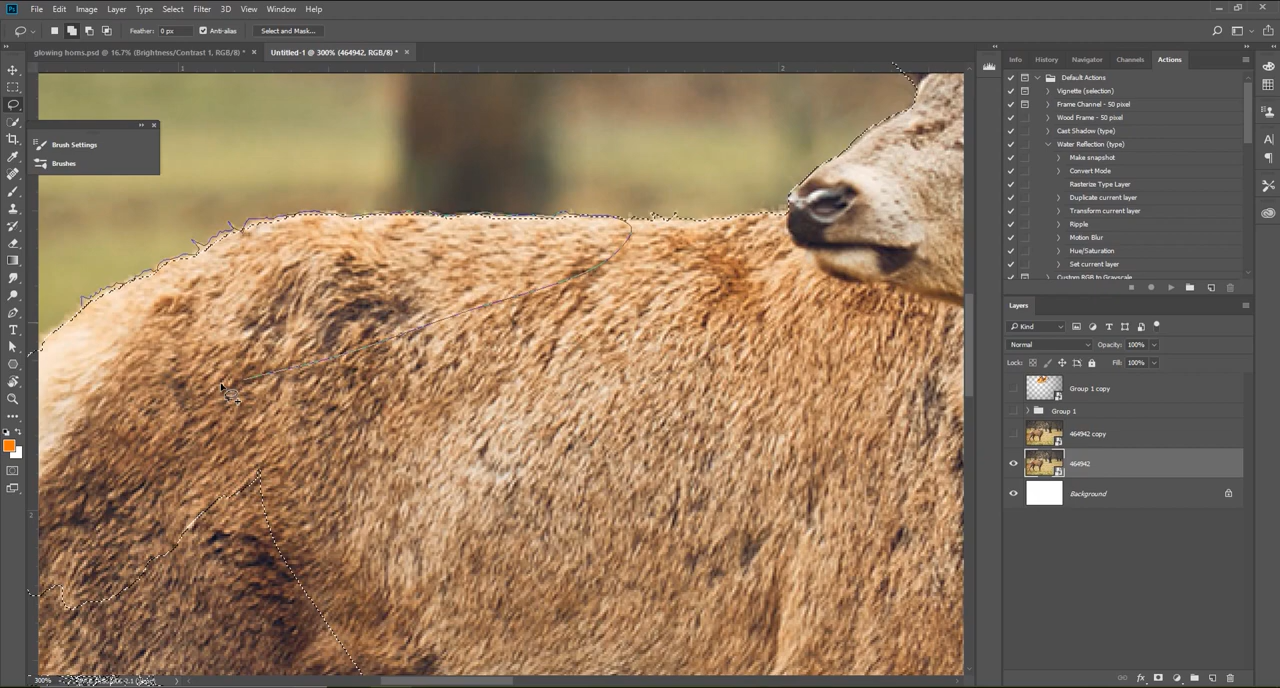 Ps File Edit Image Layer Type Select Filter 3D View Window Help
Feather: 0 px Anti-alias Select and Mask...
glowing horns.psd @ 16.7% (Brightness/Contrast 1, RGB/8) * ×
Untitled-1 @ 300% (464942, RGB/8) * ×
1 2
Brush Settings
Brushes
2
300%
Info History Navigator Channels Actions
Default Actions
Vignette (selection)
Frame Channel - 50 pixel
Wood Frame - 50 pixel
Cast Shadow (type)
Water Reflection (type)
Make snapshot
Convert Mode
Rasterize Type Layer
Duplicate current layer
Transform current layer
Ripple
Motion Blur
Hue/Saturation
Set current layer
Custom RGB to Grayscale
Layers
Kind
Normal Opacity: 100%
Lock: Fill: 100%
Group 1 copy
Group 1
464942 copy
464942
Background
fx